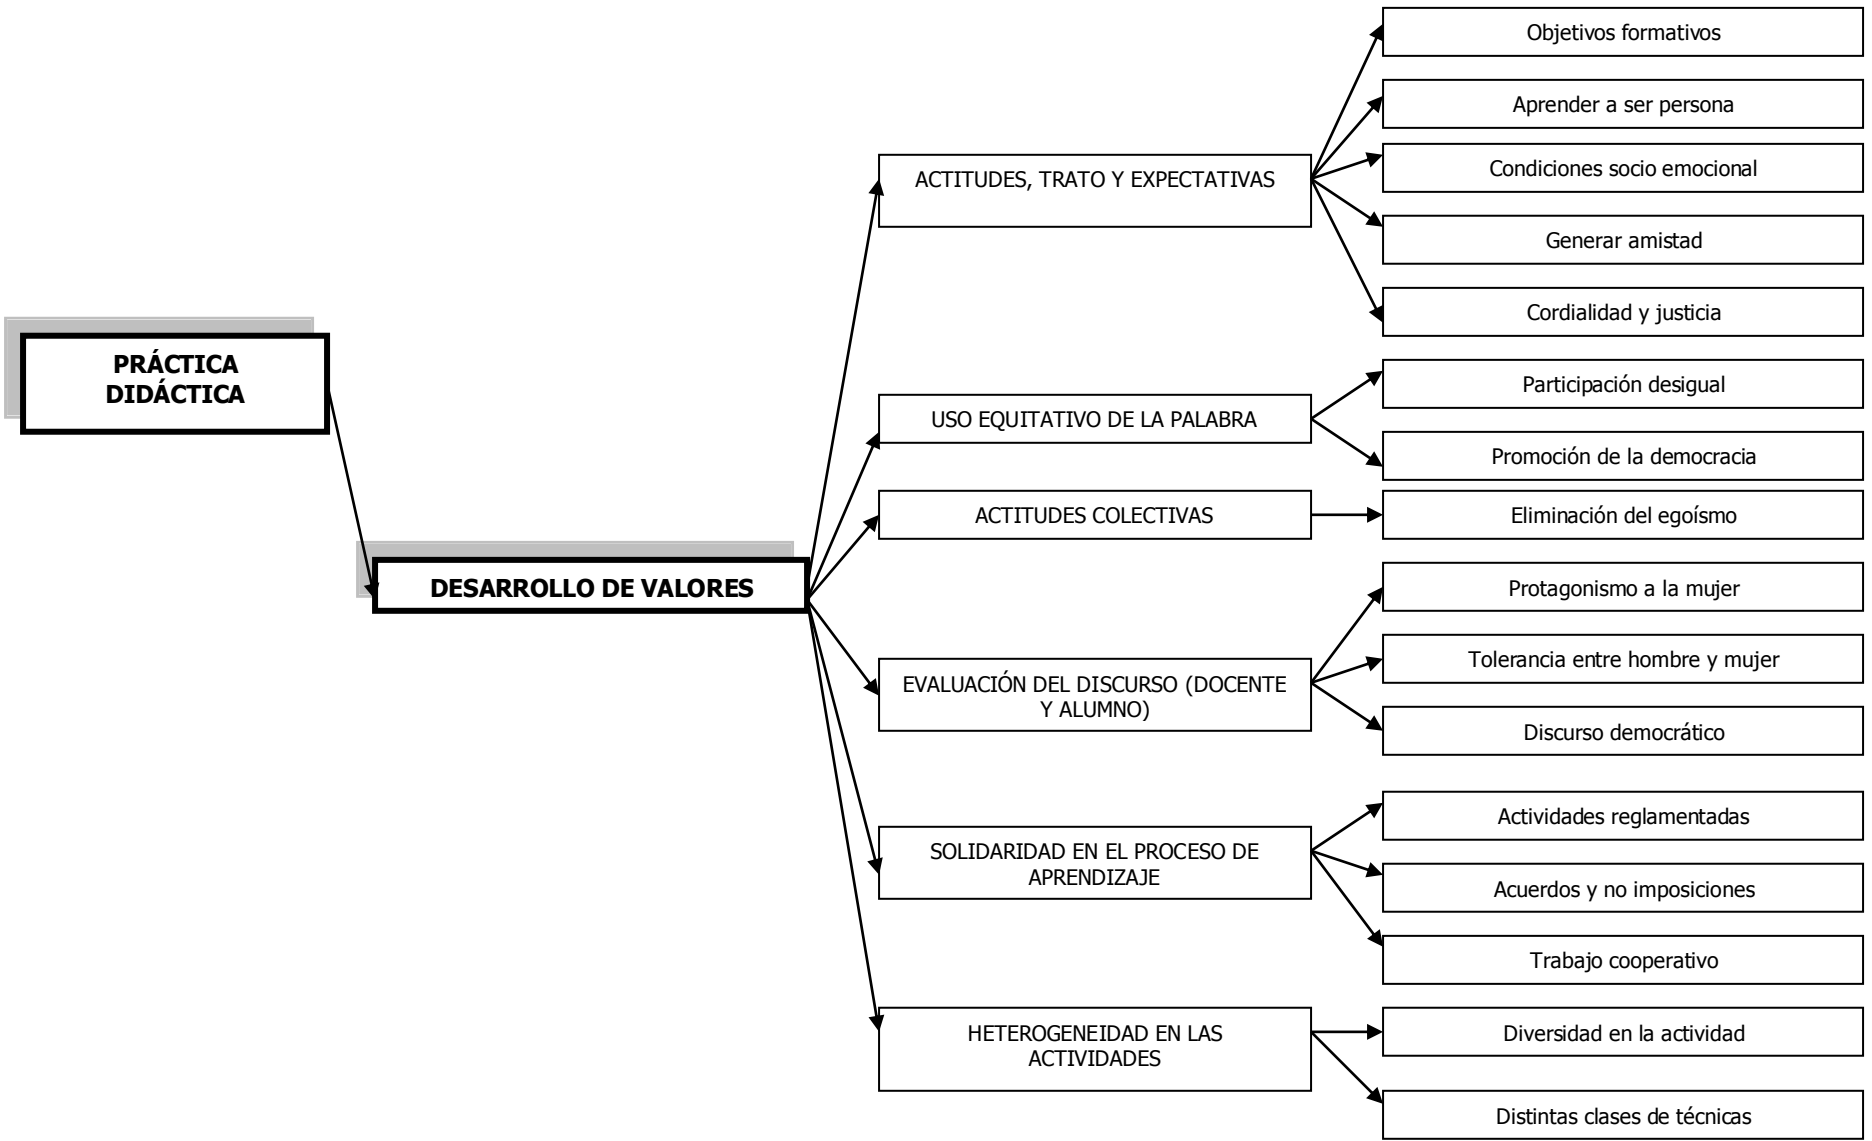 PRÁCTICA
DIDÁCTICA
DESARROLLO DE VALORES
ACTITUDES, TRATO Y EXPECTATIVAS
Objetivos formativos
Aprender a ser persona
Condiciones socio emocional
Generar amistad
Cordialidad y justicia
USO EQUITATIVO DE LA PALABRA
Participación desigual
Promoción de la democracia
ACTITUDES COLECTIVAS
Eliminación del egoísmo
EVALUACIÓN DEL DISCURSO (DOCENTE
Y ALUMNO)
Protagonismo a la mujer
Tolerancia entre hombre y mujer
Discurso democrático
SOLIDARIDAD EN EL PROCESO DE
APRENDIZAJE
Actividades reglamentadas
Acuerdos y no imposiciones
Trabajo cooperativo
HETEROGENEIDAD EN LAS
ACTIVIDADES
Diversidad en la actividad
Distintas clases de técnicas